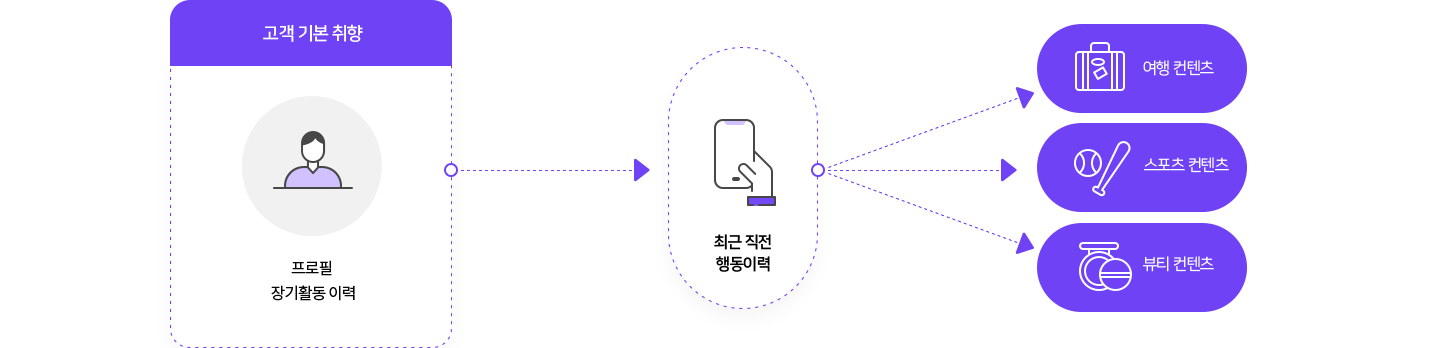 고객 기본 취향
프로필
장기활동 이력
최근 직전
행동이력
여행 컨텐츠
스포츠 컨텐츠
뷰티 컨텐츠